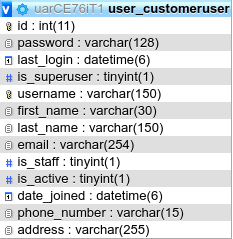 uarCE76iT1 user_customeruser
id : int(11)
password : varchar(128)
last_login : datetime(6)
is_superuser : tinyint(1)
username : varchar(150)
first_name : varchar(30)
last_name : varchar(150)
email : varchar(254)
is_staff : tinyint(1)
is_active : tinyint(1)
date_joined : datetime(6)
phone_number : varchar(15)
address : varchar(255)